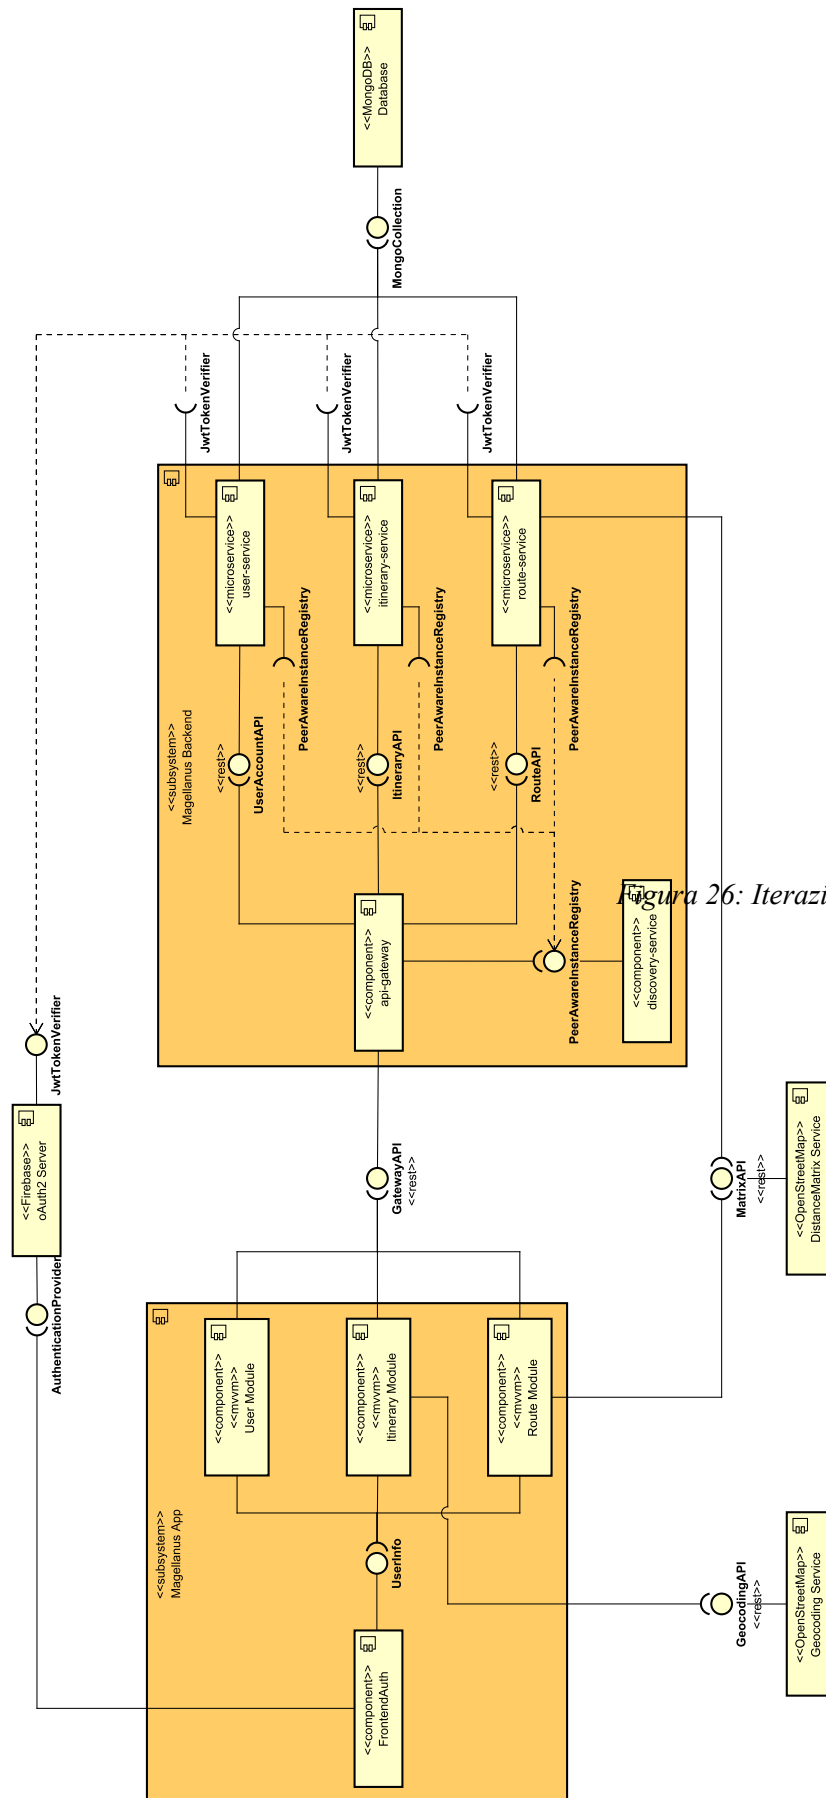 <<MongoDB>>
Database
MongoCollection
JwtTokenVerifier
JwtTokenVerifier
JwtTokenVerifier
<<microservice>>
user-service
<<microservice>>
itinerary-service
<<microservice>>
route-service
PeerAwareInstanceRegistry
PeerAwareInstanceRegistry
PeerAwareInstanceRegistry
<<subsystem>>
Magellanus Backend
<<rest>>
UserAccountAPI
<<rest>>
ItineraryAPI
<<rest>>
RouteAPI
Figura 26: Iterazi
<<component>>
api-gateway
PeerAwareInstanceRegistry
<<component>>
discovery-service
JwtTokenVerifier
<<Firebase>>
oAuth2 Server
AuthenticationProvider
GatewayAPI
<<rest>>
MatrixAPI
<<rest>>
<<OpenStreetMap>>
DistanceMatrix Service
<<component>>
<<mvvm>>
User Module
<<component>>
<<mvvm>>
Itinerary Module
<<component>>
<<mvvm>>
Route Module
<<subsystem>>
Magellanus App
UserInfo
<<component>>
FrontendAuth
GeocodingAPI
<<rest>>
<<OpenStreetMap>>
Geocoding Service